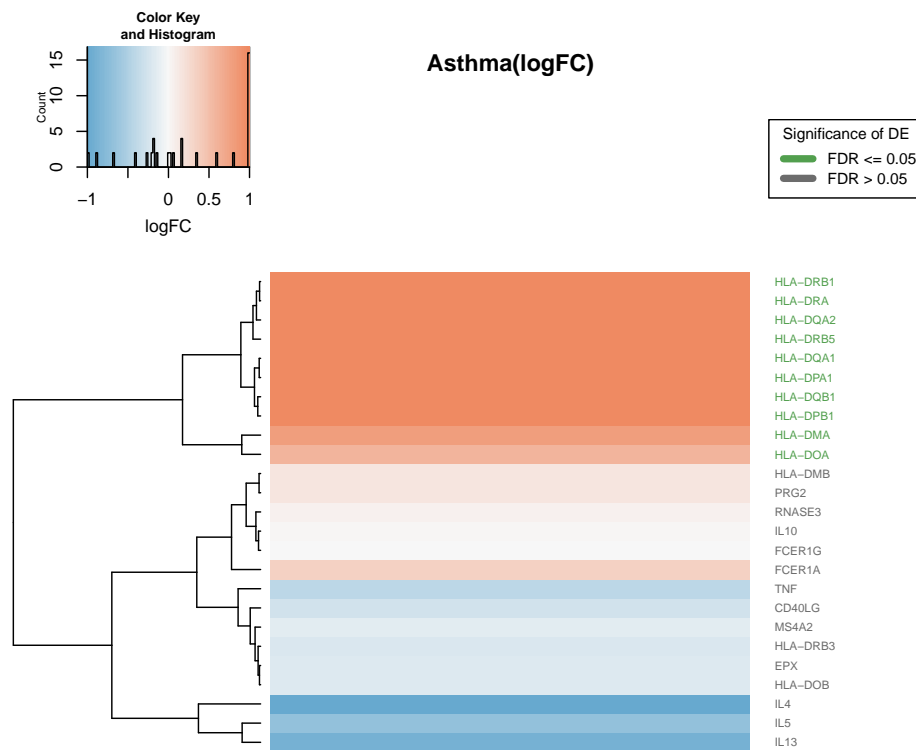 Color Key
and Histogram
Asthma(logFC)
Count
0 5 10 15
−1 0 0.5 1
logFC
Significance of DE
FDR <= 0.05
FDR > 0.05
HLA−DRB1
HLA−DRA
HLA−DQA2
HLA−DRB5
HLA−DQA1
HLA−DPA1
HLA−DQB1
HLA−DPB1
HLA−DMA
HLA−DOA
HLA−DMB
PRG2
RNASE3
IL10
FCER1G
FCER1A
TNF
CD40LG
MS4A2
HLA−DRB3
EPX
HLA−DOB
IL4
IL5
IL13